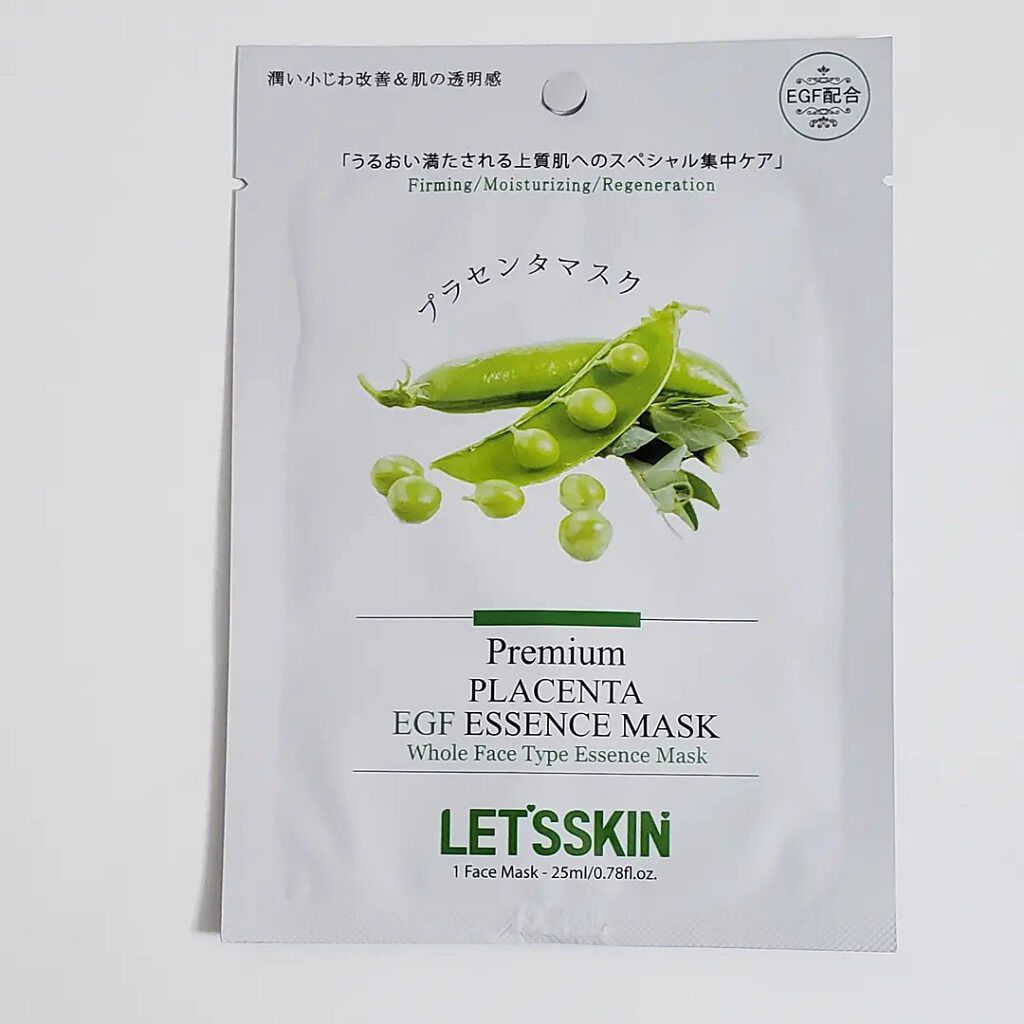 潤い小じわ改善&肌の透明感
EGF配合
「うるおい満たされる上質肌へのスペシャル集中ケア」
Firming/Moisturizing/Regeneration
プラセンタマスク
Premium
PLACENTA
EGF ESSENCE MASK
Whole Face Type Essence Mask
LET'SSKIN
1 Face Mask - 25ml/0.78fl.oz.